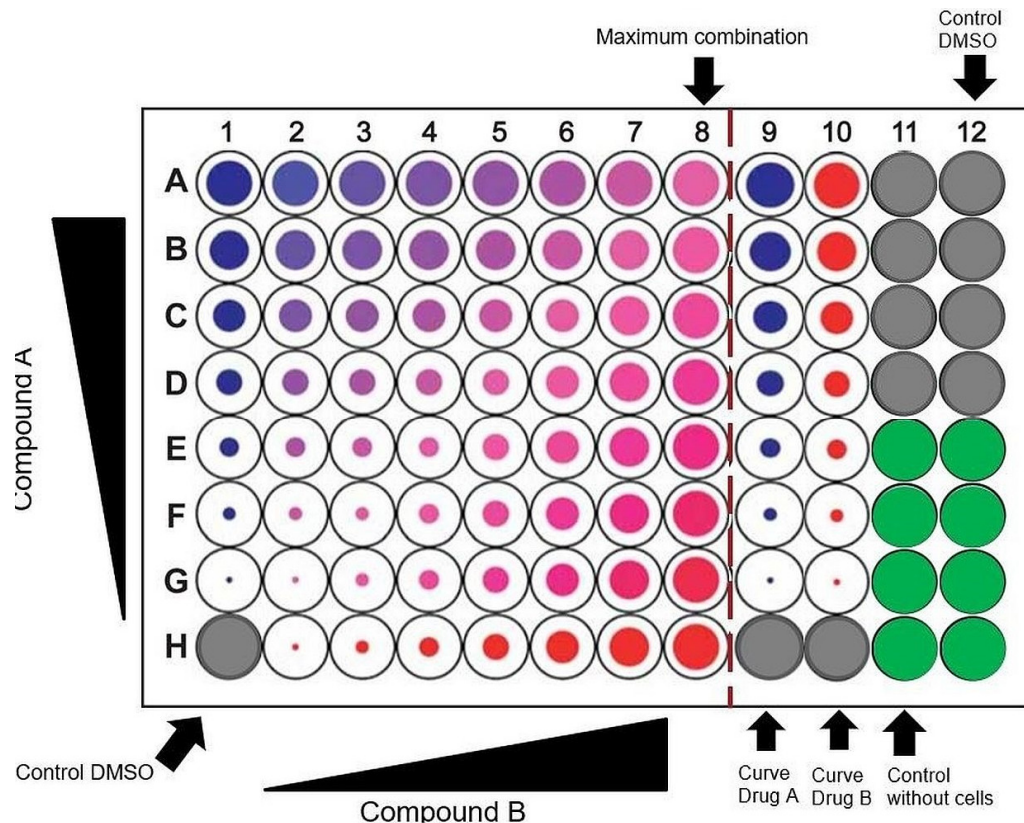 Maximum combination
Control
DMSO
1 2 3 4 5 6 7 8 9 10 11 12
A
B
C
D
E
F
G
H
Compound A
Control DMSO
Compound B
Curve
Drug A
Curve
Drug B
Control
without cells